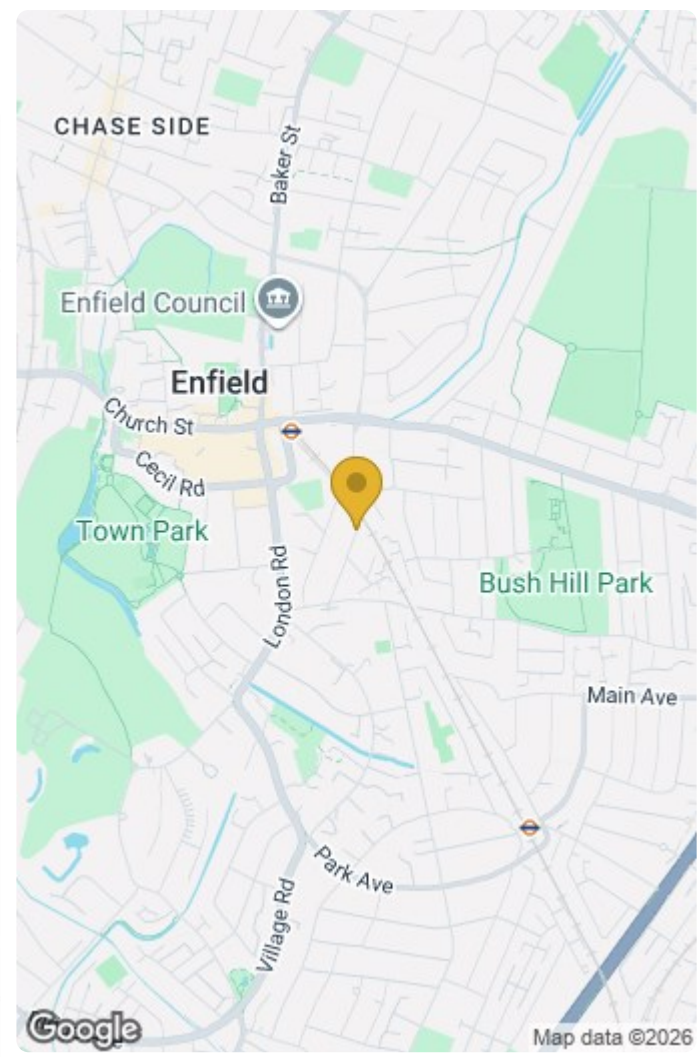 CHASE SIDE
Baker St
Enfield Council
Enfield
Church St
Cecil Rd
Town Park
London Rd
Bush Hill Park
Main Ave
Park Ave
Village Rd
Google
Map data ©2026